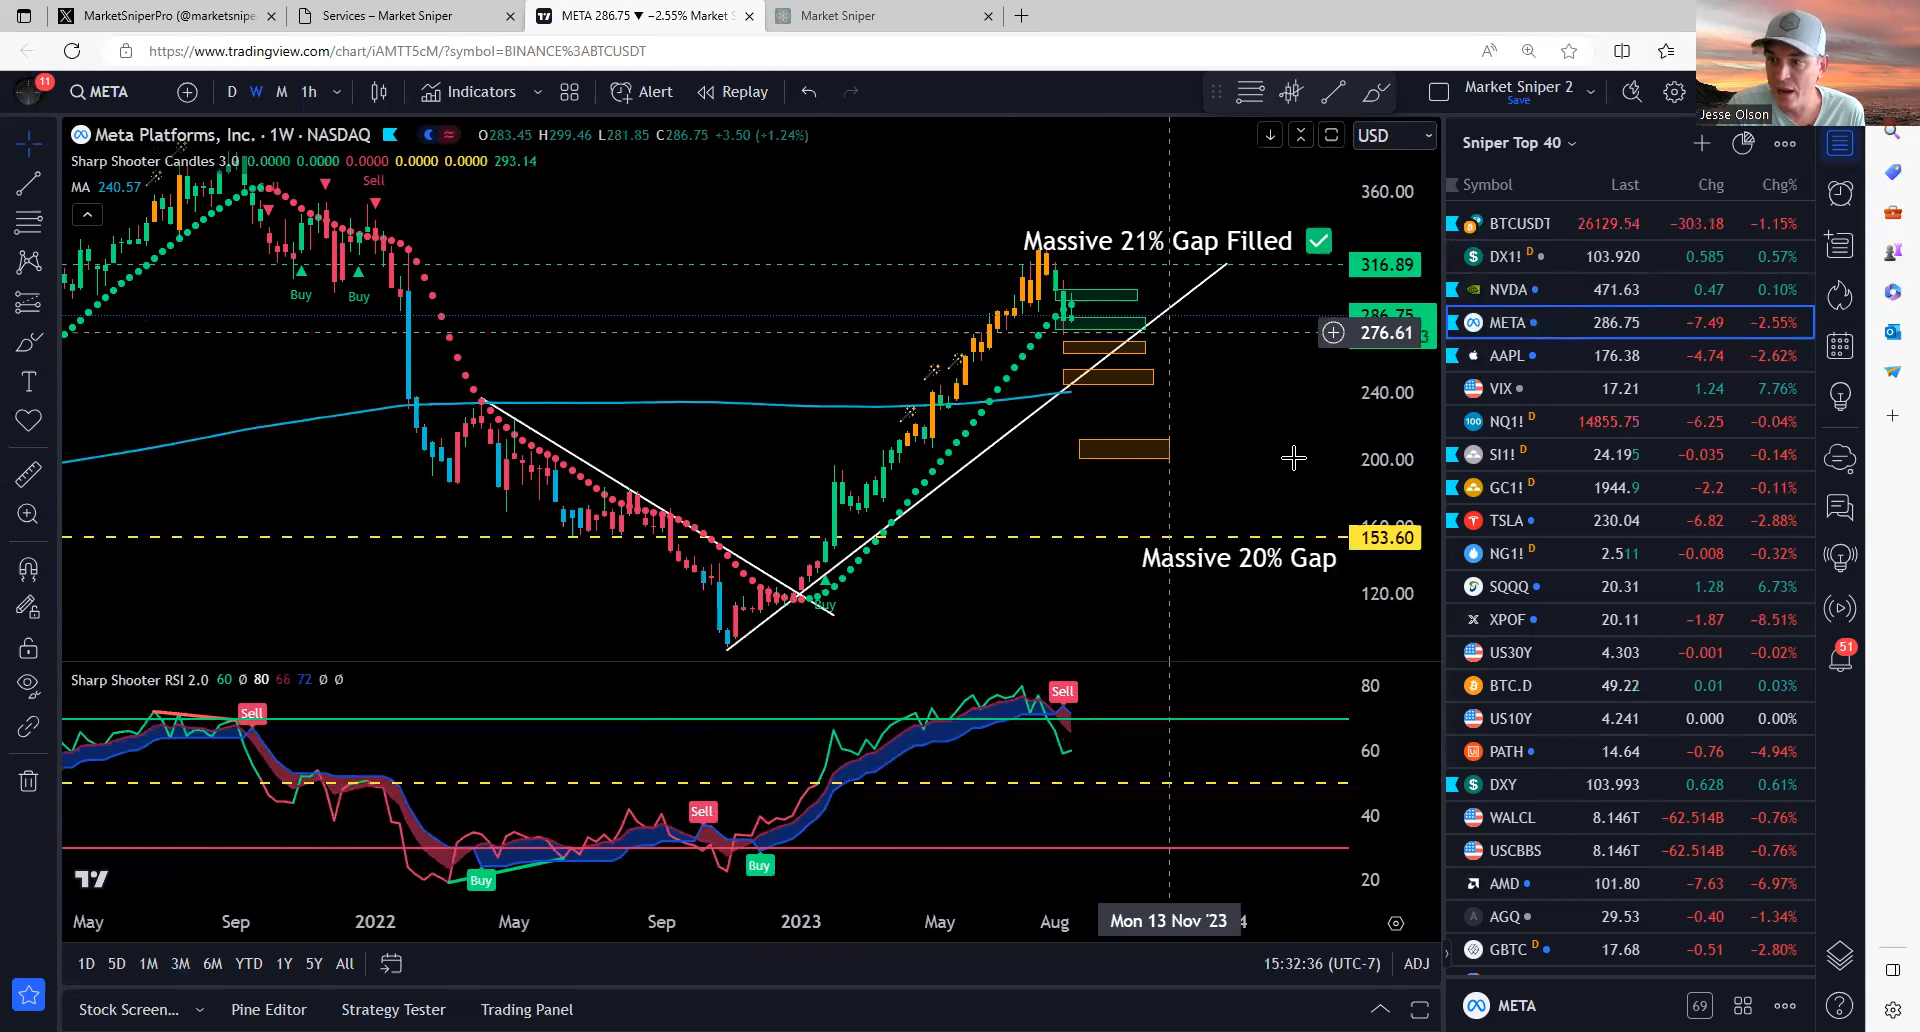 MarketSniperPro (@marketsnipe
Services – Market Sniper
META 286.75 ▼ −2.55% Market S
Market Sniper
https://www.tradingview.com/chart/iAMTT5cM/?symbol=BINANCE%3ABTCUSDT
11
META
D W M 1h
Indicators
Alert
Replay
Market Sniper 2
Save
Jesse Olson
Meta Platforms, Inc. · 1W · NASDAQ
O283.45 H299.46 L281.85 C286.75 +3.50 (+1.24%)
USD
Sharp Shooter Candles 3.0 0.0000 0.0000 0.0000 0.0000 0.0000 293.14
MA 240.57
Sell
Buy
Buy
Buy
Massive 21% Gap Filled ✅
Massive 20% Gap
360.00
316.89
286.75
276.61
240.00
200.00
160.00
153.60
120.00
Sharp Shooter RSI 2.0 60 Ø 80 66 72 Ø Ø
Sell
Sell
Sell
Buy
Buy
80
60
40
20
May
Sep
2022
May
Sep
2023
May
Aug
Mon 13 Nov '23
4
1D 5D 1M 3M 6M YTD 1Y 5Y All
15:32:36 (UTC-7)
ADJ
Stock Screen...
Pine Editor
Strategy Tester
Trading Panel
Sniper Top 40
Symbol Last Chg Chg%
BTCUSDT 26129.54 −303.18 −1.15%
DX1! D 103.920 0.585 0.57%
NVDA 471.63 0.47 0.10%
META 286.75 −7.49 −2.55%
AAPL 176.38 −4.74 −2.62%
VIX 17.21 1.24 7.76%
100 NQ1! D 14855.75 −6.25 −0.04%
SI1! D 24.195 −0.035 −0.14%
GC1! D 1944.9 −2.2 −0.11%
TSLA 230.04 −6.82 −2.88%
NG1! D 2.511 −0.008 −0.32%
SQQQ 20.31 1.28 6.73%
XPOF 20.11 −1.87 −8.51%
US30Y 4.303 −0.001 −0.02%
BTC.D 49.22 0.01 0.03%
US10Y 4.241 0.000 0.00%
PATH 14.64 −0.76 −4.94%
DXY 103.993 0.628 0.61%
WALCL 8.146T −62.514B −0.76%
USCBBS 8.146T −62.514B −0.76%
AMD 101.80 −7.63 −6.97%
AGQ 29.53 −0.40 −1.34%
GBTC D 17.68 −0.51 −2.80%
META
69
51